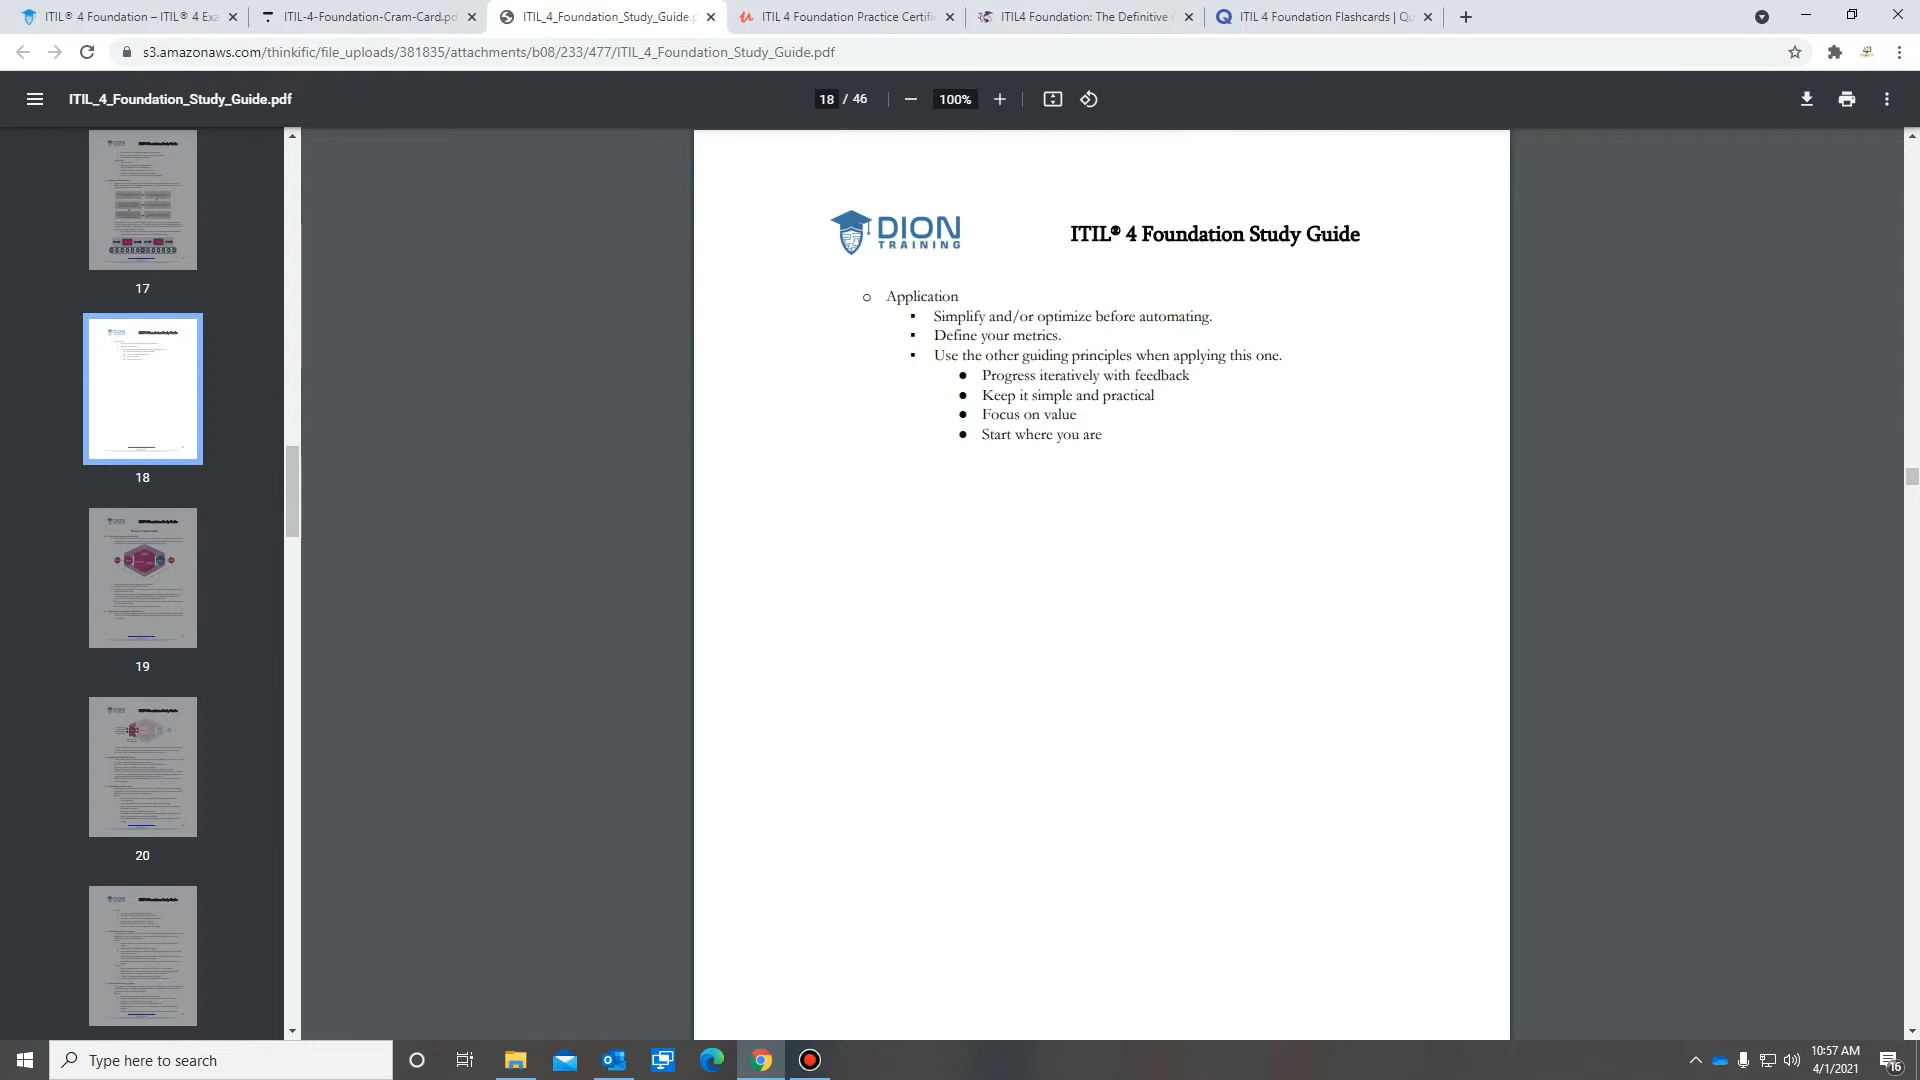 ITIL® 4 Foundation – ITIL® 4 Exa
ITIL-4-Foundation-Cram-Card.pd
ITIL_4_Foundation_Study_Guide.p
ITIL 4 Foundation Practice Certifi
ITIL4 Foundation: The Definitive
ITIL 4 Foundation Flashcards | Qu
s3.amazonaws.com/thinkific/file_uploads/381835/attachments/b08/233/477/ITIL_4_Foundation_Study_Guide.pdf
ITIL_4_Foundation_Study_Guide.pdf
18 / 46
100%
17
18
19
20
DION
TRAINING
ITIL® 4 Foundation Study Guide
o Application
▪ Simplify and/or optimize before automating.
▪ Define your metrics.
▪ Use the other guiding principles when applying this one.
● Progress iteratively with feedback
● Keep it simple and practical
● Focus on value
● Start where you are
Type here to search
10:57 AM
4/1/2021
16